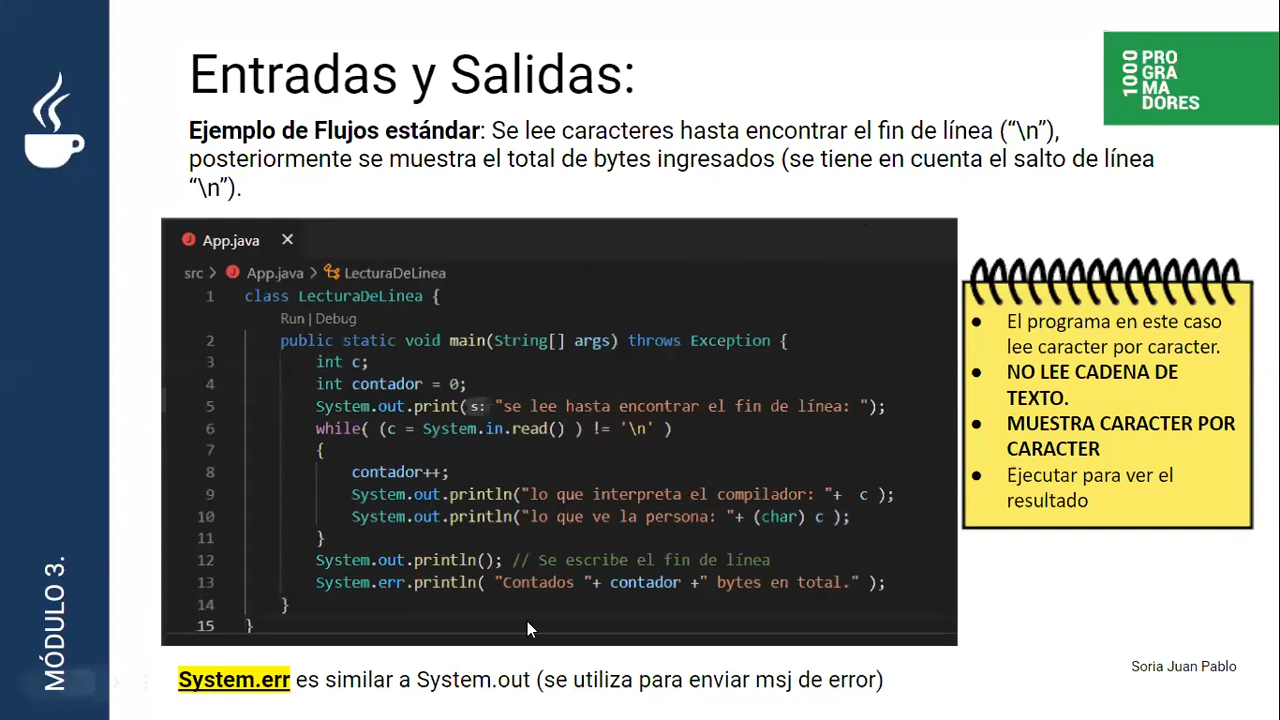 Entradas y Salidas:
1000
PRO
GRA
MA
DORES
Ejemplo de Flujos estándar: Se lee caracteres hasta encontrar el fin de línea (“\n”),
posteriormente se muestra el total de bytes ingresados (se tiene en cuenta el salto de línea
“\n”).
App.java
src > App.java > LecturaDeLinea
1 class LecturaDeLinea {
Run | Debug
2 public static void main(String[] args) throws Exception {
3 int c;
4 int contador = 0;
5 System.out.print(s: "se lee hasta encontrar el fin de línea: ");
6 while( (c = System.in.read() ) != '\n' )
7 {
8 contador++;
9 System.out.println("lo que interpreta el compilador: "+ c );
10 System.out.println("lo que ve la persona: "+ (char) c );
11 }
12 System.out.println(); // Se escribe el fin de línea
13 System.err.println( "Contados "+ contador +" bytes en total." );
14 }
15 }
● El programa en este caso
lee caracter por caracter.
● NO LEE CADENA DE
TEXTO.
● MUESTRA CARACTER POR
CARACTER
● Ejecutar para ver el
resultado
MÓDULO 3.
Soria Juan Pablo
System.err es similar a System.out (se utiliza para enviar msj de error)